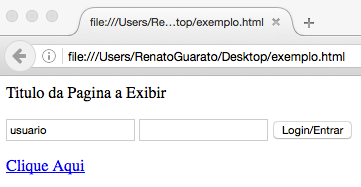 file:///Users/Re…top/exemplo.html
file:///Users/RenatoGuarato/Desktop/exemplo.html
Titulo da Pagina a Exibir
usuario Login/Entrar
Clique Aqui